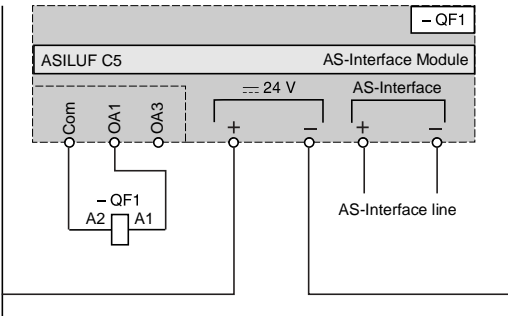 – QF1
ASILUF C5 AS-Interface Module
⎓ 24 V AS-Interface
Com OA1 OA3 + – + –
– QF1
A2 A1
AS-Interface line